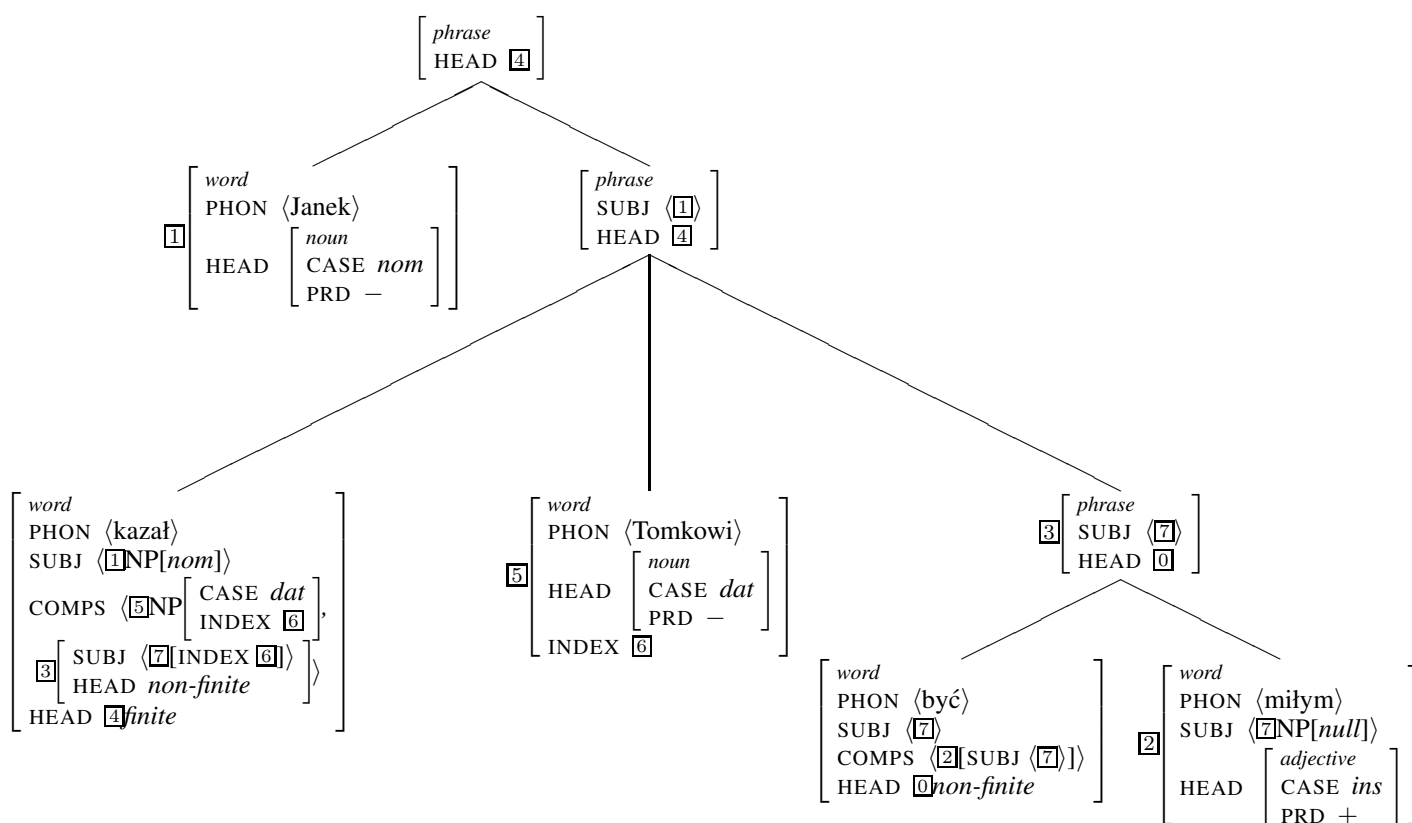 phrase
HEAD 4
1
word
PHON ⟨Janek⟩
HEAD
noun
CASE nom
PRD −
phrase
SUBJ ⟨1⟩
HEAD 4
word
PHON ⟨kazał⟩
SUBJ ⟨1NP[nom]⟩
COMPS ⟨5NP[CASE dat
INDEX 6],
3[SUBJ ⟨7[INDEX 6]⟩
HEAD non-finite]⟩
HEAD 4finite
5
word
PHON ⟨Tomkowi⟩
HEAD
noun
CASE dat
PRD −
INDEX 6
3
phrase
SUBJ ⟨7⟩
HEAD 0
word
PHON ⟨być⟩
SUBJ ⟨7⟩
COMPS ⟨2[SUBJ ⟨7⟩]⟩
HEAD 0non-finite
2
word
PHON ⟨miłym⟩
SUBJ ⟨7NP[null]⟩
HEAD
adjective
CASE ins
PRD +